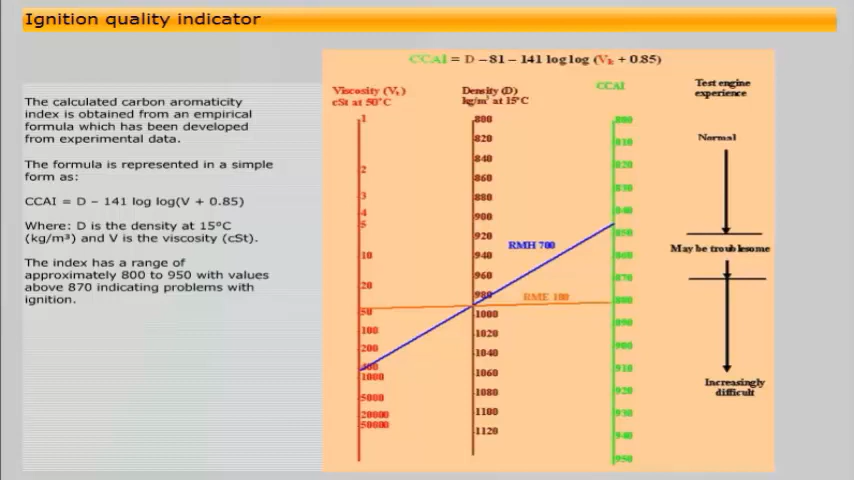 Ignition quality indicator
The calculated carbon aromaticity
index is obtained from an empirical
formula which has been developed
from experimental data.
The formula is represented in a simple
form as:
CCAI = D – 141 log log(V + 0.85)
Where: D is the density at 15°C
(kg/m³) and V is the viscosity (cSt).
The index has a range of
approximately 800 to 950 with values
above 870 indicating problems with
ignition.
CCAI = D – 81 – 141 log log (Vk + 0.85)
Viscosity (Vk)
cSt at 50°C
1
2
3
4
5
10
20
50
100
200
400
1000
5000
20000
50000
Density (D)
kg/m³ at 15°C
800
820
840
860
880
900
920
940
960
980
1000
1020
1040
1060
1080
1100
1120
RMH 700
RME 180
CCAI
800
810
820
830
840
850
860
870
880
890
900
910
920
930
940
950
Test engine
experience
Normal
May be troublesome
Increasingly
difficult